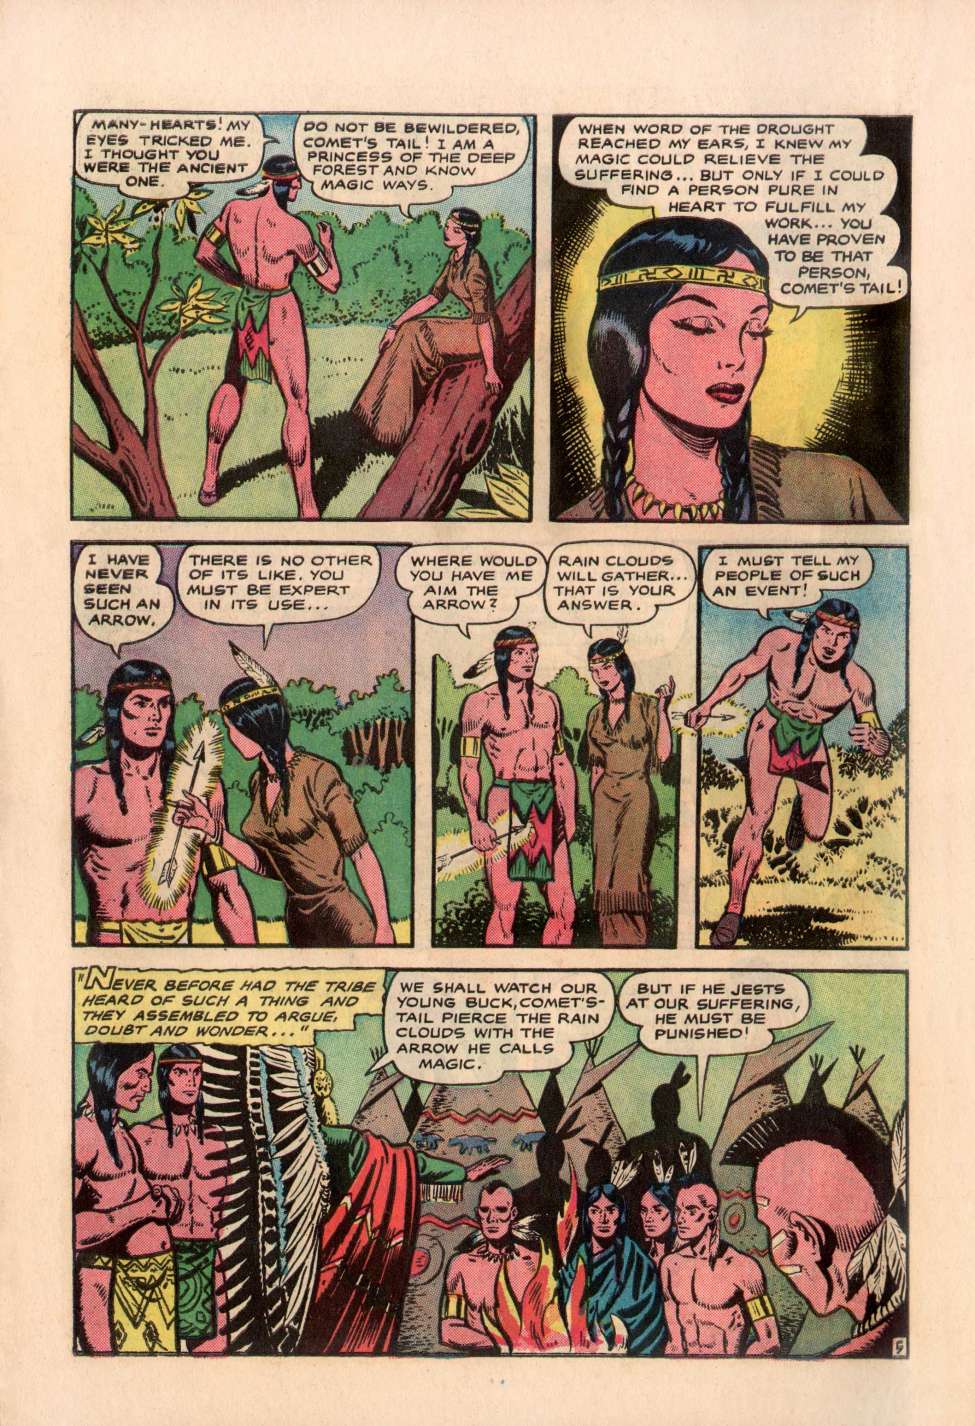 MANY-HEARTS! MY
EYES TRICKED ME.
I THOUGHT YOU
WERE THE ANCIENT
ONE.
DO NOT BE BEWILDERED,
COMET'S TAIL! I AM A
PRINCESS OF THE DEEP
FOREST AND KNOW
MAGIC WAYS.
WHEN WORD OF THE DROUGHT
REACHED MY EARS, I KNEW MY
MAGIC COULD RELIEVE THE
SUFFERING... BUT ONLY IF I COULD
FIND A PERSON PURE IN
HEART TO FULFILL MY
WORK... YOU
HAVE PROVEN
TO BE THAT
PERSON,
COMET'S TAIL!
I HAVE
NEVER
SEEN
SUCH AN
ARROW.
THERE IS NO OTHER
OF ITS LIKE. YOU
MUST BE EXPERT
IN ITS USE...
WHERE WOULD
YOU HAVE ME
AIM THE
ARROW?
RAIN CLOUDS
WILL GATHER...
THAT IS YOUR
ANSWER.
I MUST TELL MY
PEOPLE OF SUCH
AN EVENT!
"NEVER BEFORE HAD THE TRIBE
HEARD OF SUCH A THING AND
THEY ASSEMBLED TO ARGUE,
DOUBT AND WONDER..."
WE SHALL WATCH OUR
YOUNG BUCK, COMET'S-
TAIL PIERCE THE RAIN
CLOUDS WITH THE
ARROW HE CALLS
MAGIC.
BUT IF HE JESTS
AT OUR SUFFERING,
HE MUST BE
PUNISHED!
5